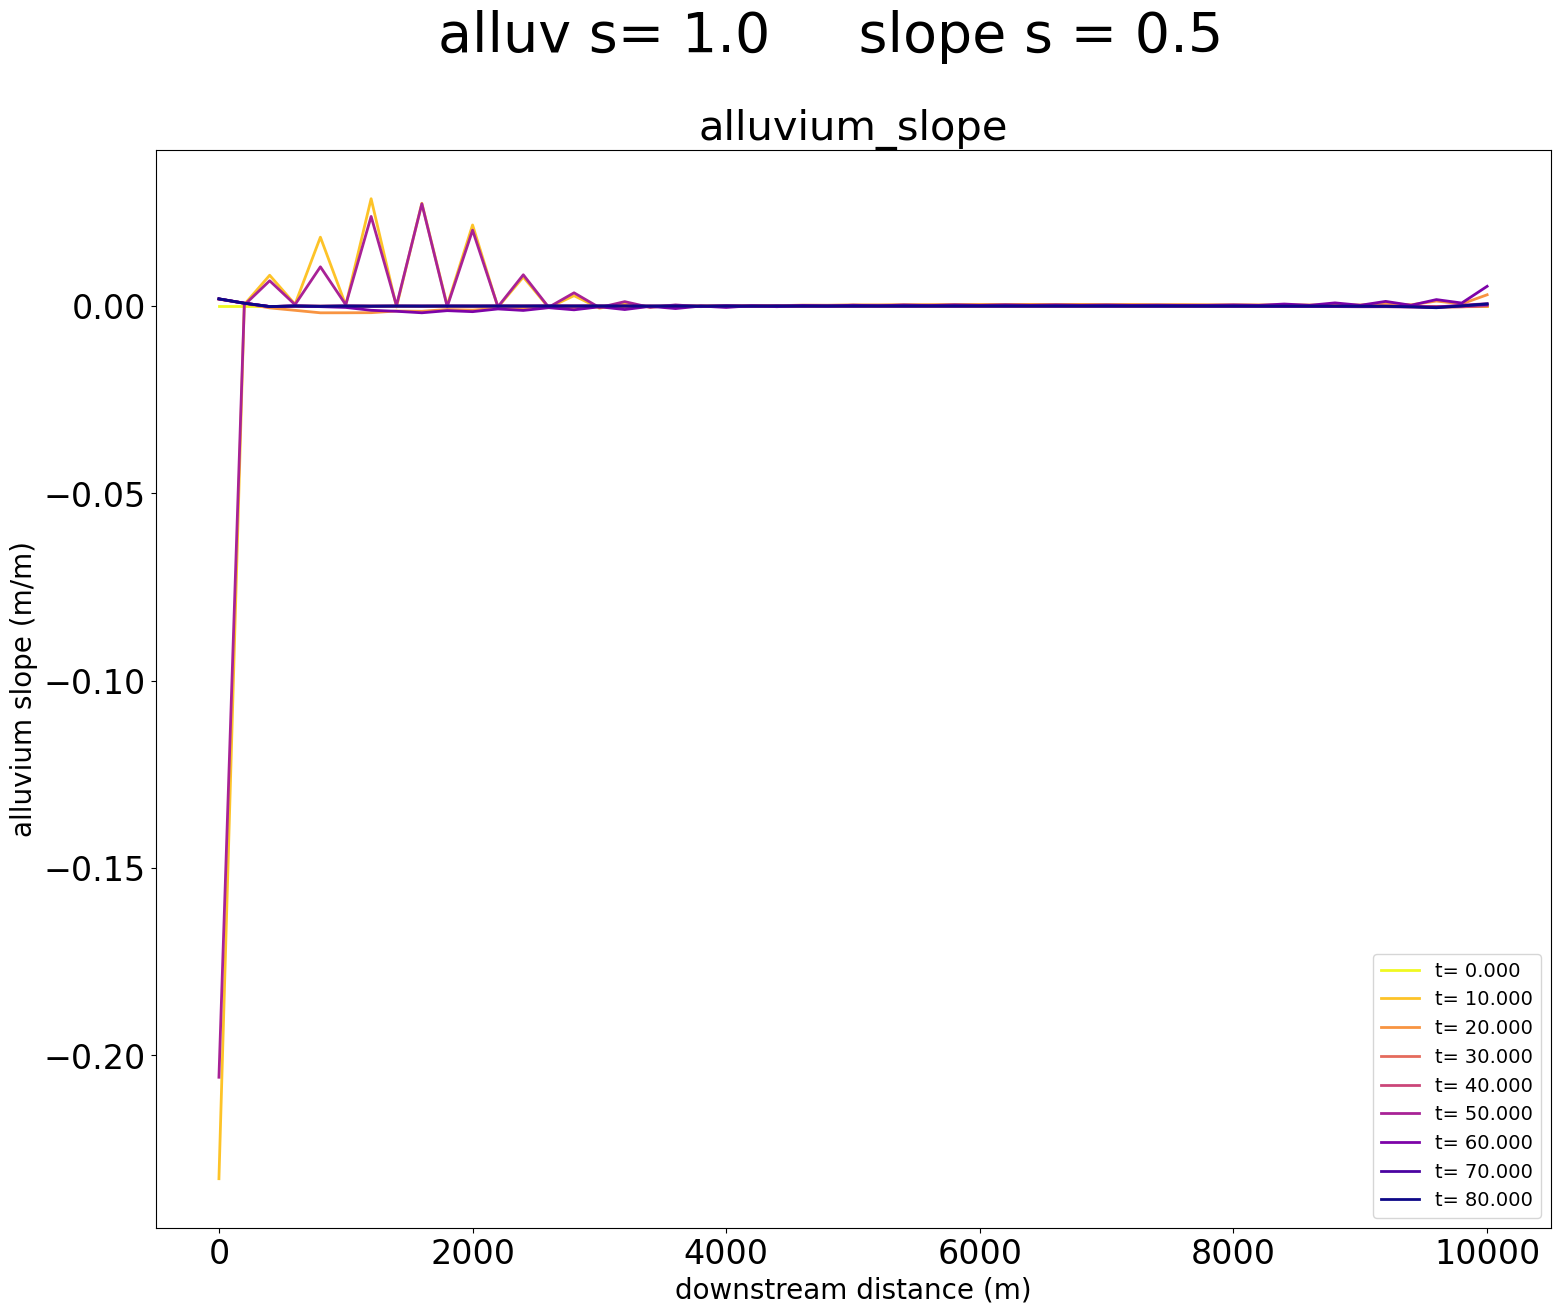 alluv s= 1.0     slope s = 0.5
alluvium_slope
0.00
−0.05
−0.10
−0.15
−0.20
alluvium slope (m/m)
0 2000 4000 6000 8000 10000
downstream distance (m)
t= 0.000
t= 10.000
t= 20.000
t= 30.000
t= 40.000
t= 50.000
t= 60.000
t= 70.000
t= 80.000